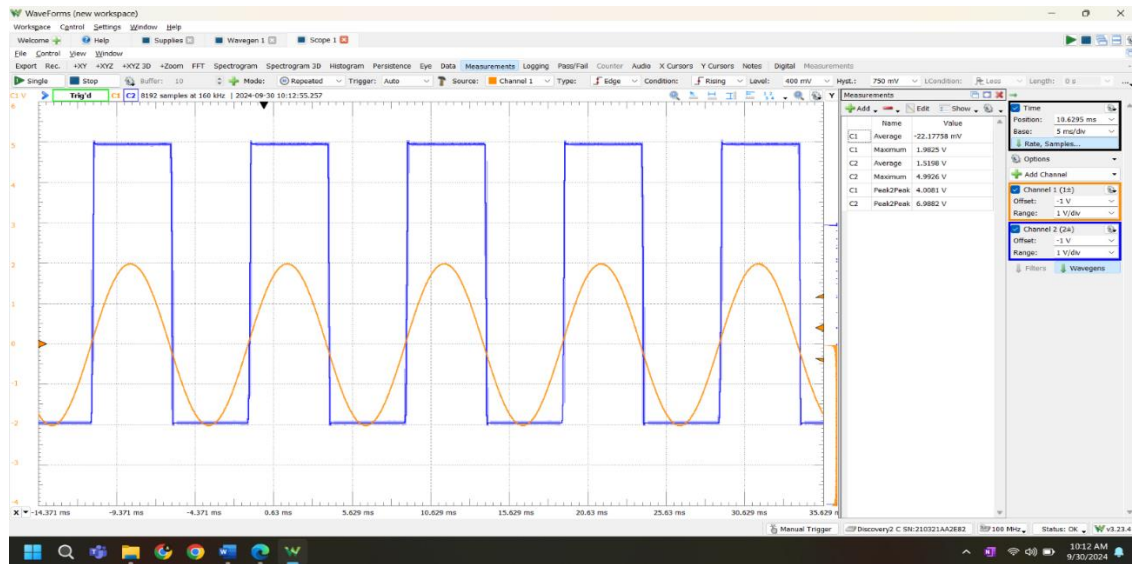 WaveForms (new workspace)
Workspace Control Settings Window Help
Welcome Help Supplies Wavegen 1 Scope 1
File Control View Window
Export Rec. +XY +XYZ +XYZ 3D +Zoom FFT Spectrogram Spectrogram 3D Histogram Persistence Eye Data Measurements Logging Pass/Fail Counter Audio X Cursors Y Cursors Notes Digital Measurements
Single Stop Buffer: 10 Mode: Repeated Trigger: Auto Source: Channel 1 Type: Edge Condition: Rising Level: 400 mV Hyst.: 750 mV LCondition: Less Length: 0 s ...
C1 V Trig'd C1 C2 8192 samples at 160 kHz | 2024-09-30 10:12:55.257 Y
Measurements
Add Edit Show
Name Value
C1 Average -22.17758 mV
C1 Maximum 1.9825 V
C2 Average 1.5198 V
C2 Maximum 4.9926 V
C1 Peak2Peak 4.0081 V
C2 Peak2Peak 6.9882 V
Time
Position: 10.6295 ms
Base: 5 ms/div
Rate, Samples...
Options
Add Channel
Channel 1 (1±)
Offset: -1 V
Range: 1 V/div
Channel 2 (2±)
Offset: -1 V
Range: 1 V/div
Filters Wavegens
6
5
4
3
2
1
0
-1
-2
-3
-4
X -14.371 ms -9.371 ms -4.371 ms 0.63 ms 5.629 ms 10.629 ms 15.629 ms 20.63 ms 25.63 ms 30.629 ms 35.629
Manual Trigger Discovery2 C SN:210321AA2E82 100 MHz Status: OK v3.23.4
10:12 AM
9/30/2024